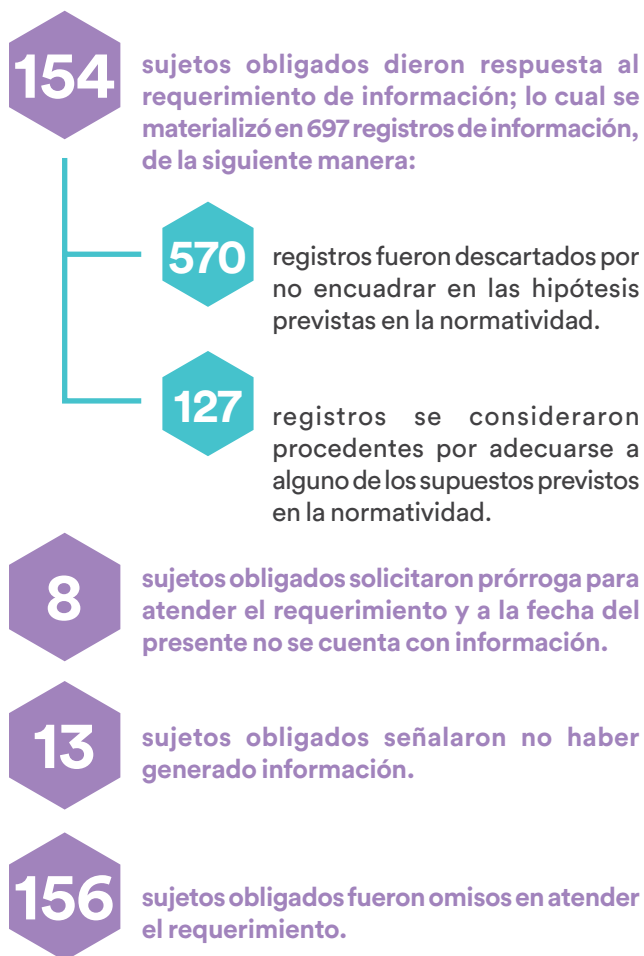 154
sujetos obligados dieron respuesta al
requerimiento de información; lo cual se
materializó en 697 registros de información,
de la siguiente manera:
570
registros fueron descartados por
no encuadrar en las hipótesis
previstas en la normatividad.
127
registros se consideraron
procedentes por adecuarse a
alguno de los supuestos previstos
en la normatividad.
8
sujetos obligados solicitaron prórroga para
atender el requerimiento y a la fecha del
presente no se cuenta con información.
13
sujetos obligados señalaron no haber
generado información.
156
sujetos obligados fueron omisos en atender
el requerimiento.